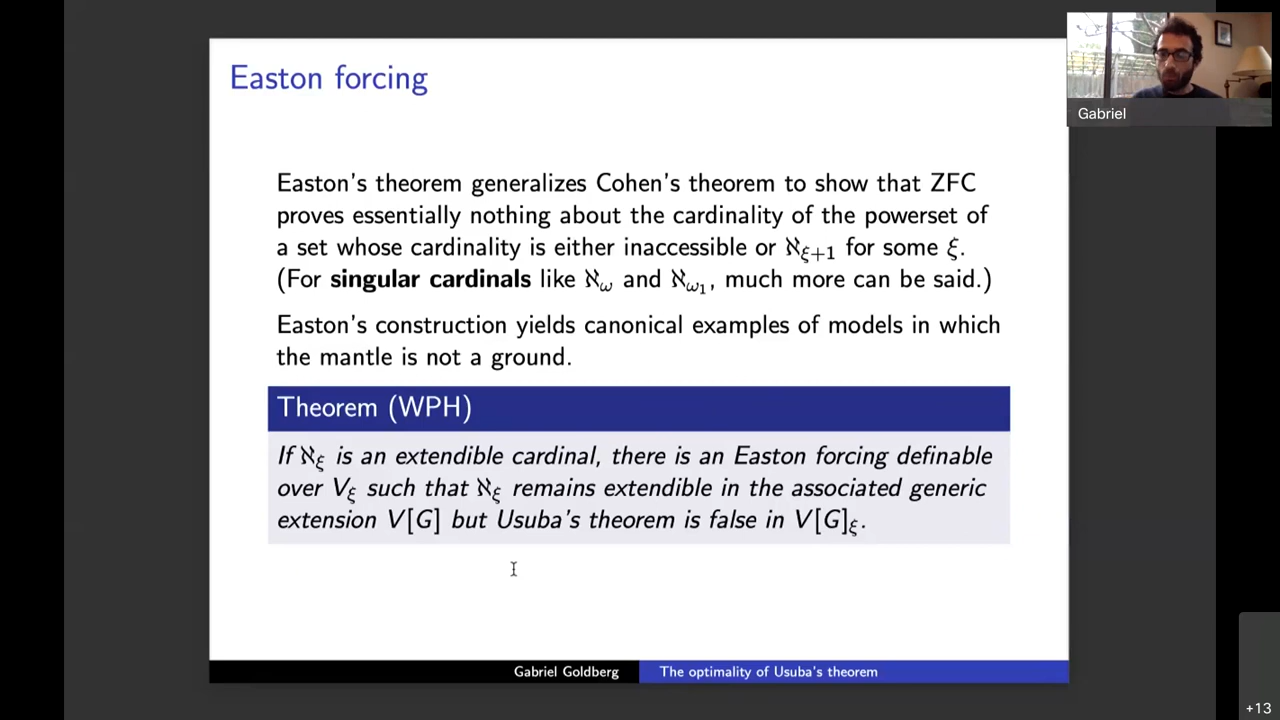 Easton forcing
Gabriel
Easton's theorem generalizes Cohen's theorem to show that ZFC
proves essentially nothing about the cardinality of the powerset of
a set whose cardinality is either inaccessible or ℵ_{ξ+1} for some ξ.
(For singular cardinals like ℵ_ω and ℵ_{ω_1}, much more can be said.)
Easton's construction yields canonical examples of models in which
the mantle is not a ground.
Theorem (WPH)
If ℵ_ξ is an extendible cardinal, there is an Easton forcing definable
over V_ξ such that ℵ_ξ remains extendible in the associated generic
extension V[G] but Usuba's theorem is false in V[G]_ξ.
Gabriel Goldberg
The optimality of Usuba's theorem
+13